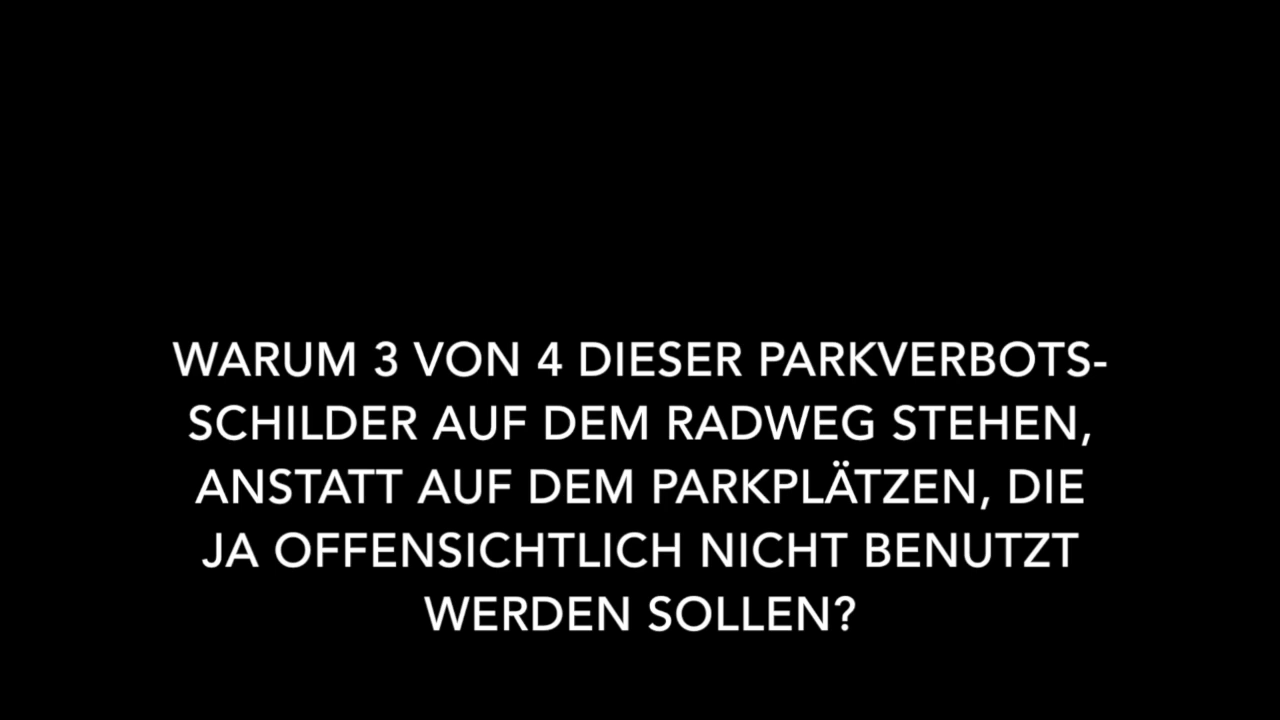 WARUM 3 VON 4 DIESER PARKVERBOTS-
SCHILDER AUF DEM RADWEG STEHEN,
ANSTATT AUF DEM PARKPLÄTZEN, DIE
JA OFFENSICHTLICH NICHT BENUTZT
WERDEN SOLLEN?